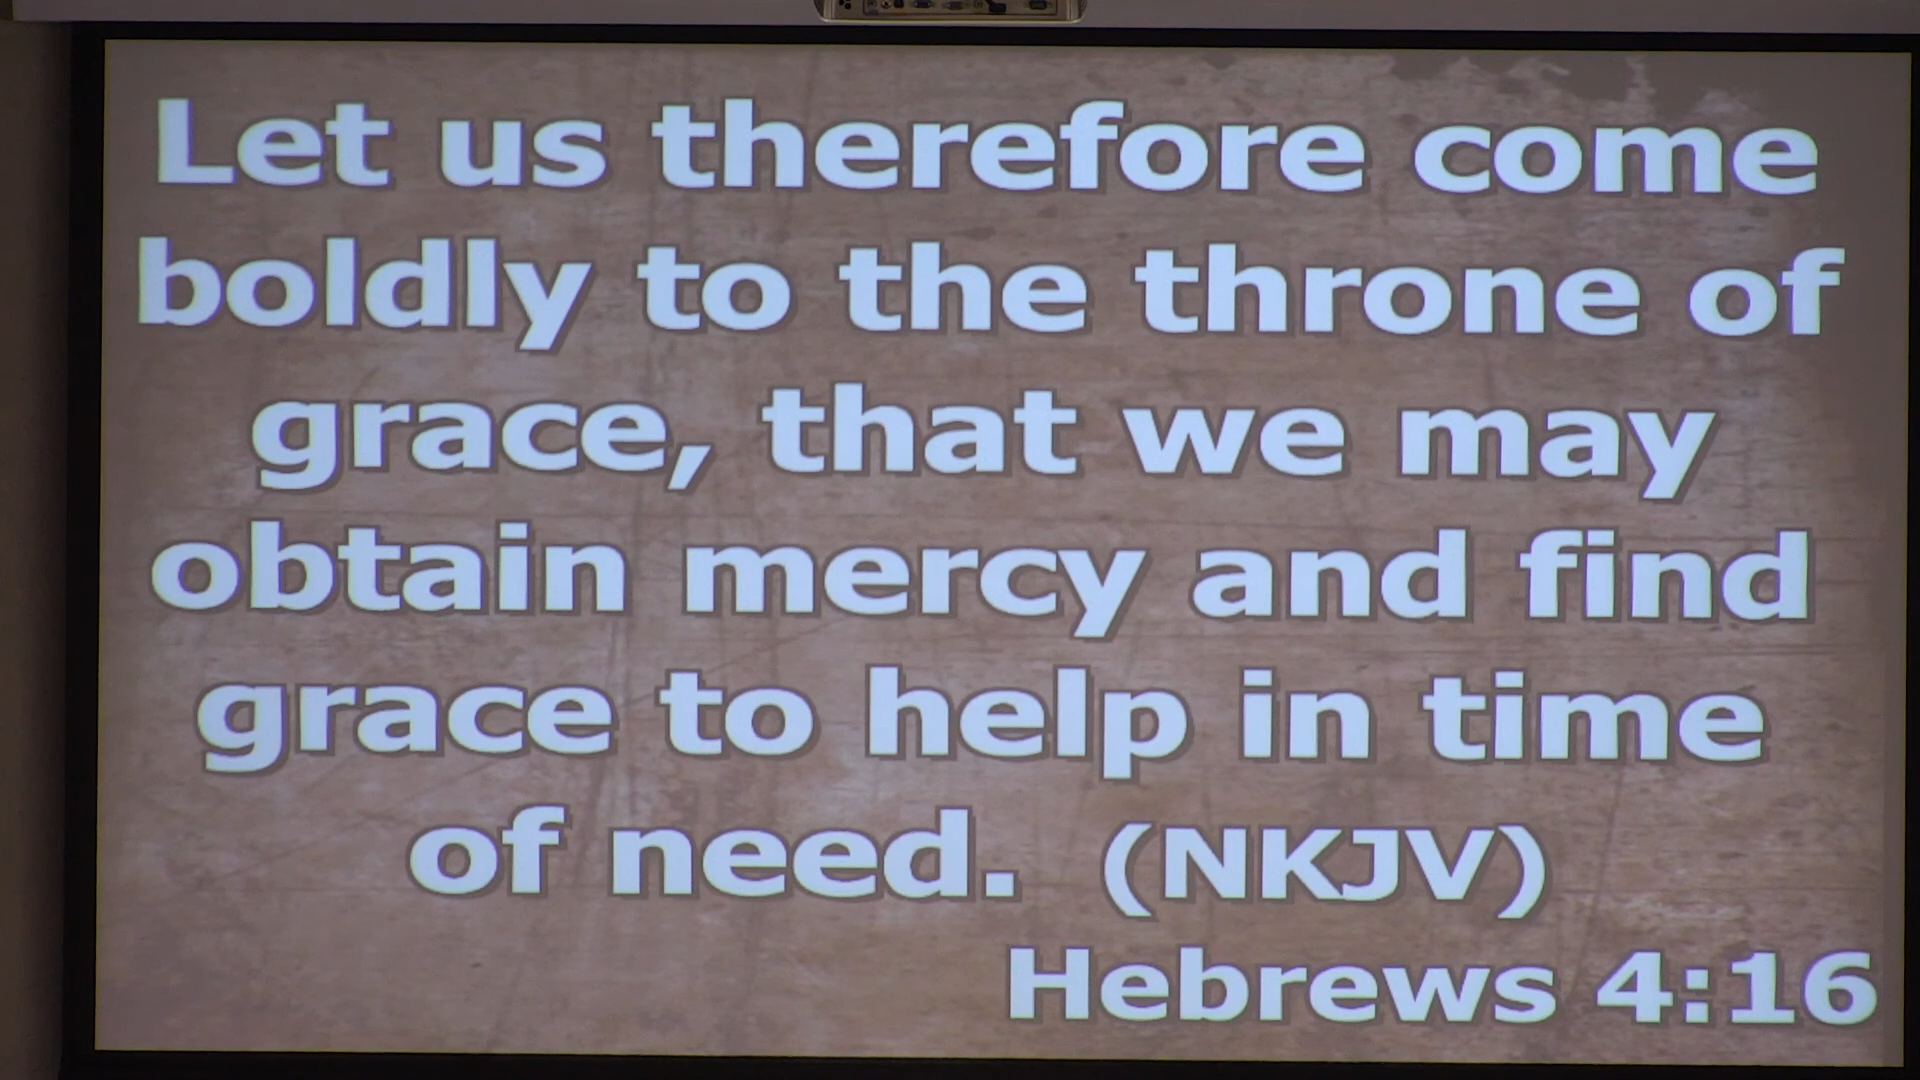 Let us therefore come
boldly to the throne of
grace, that we may
obtain mercy and find
grace to help in time
of need. (NKJV)
Hebrews 4:16